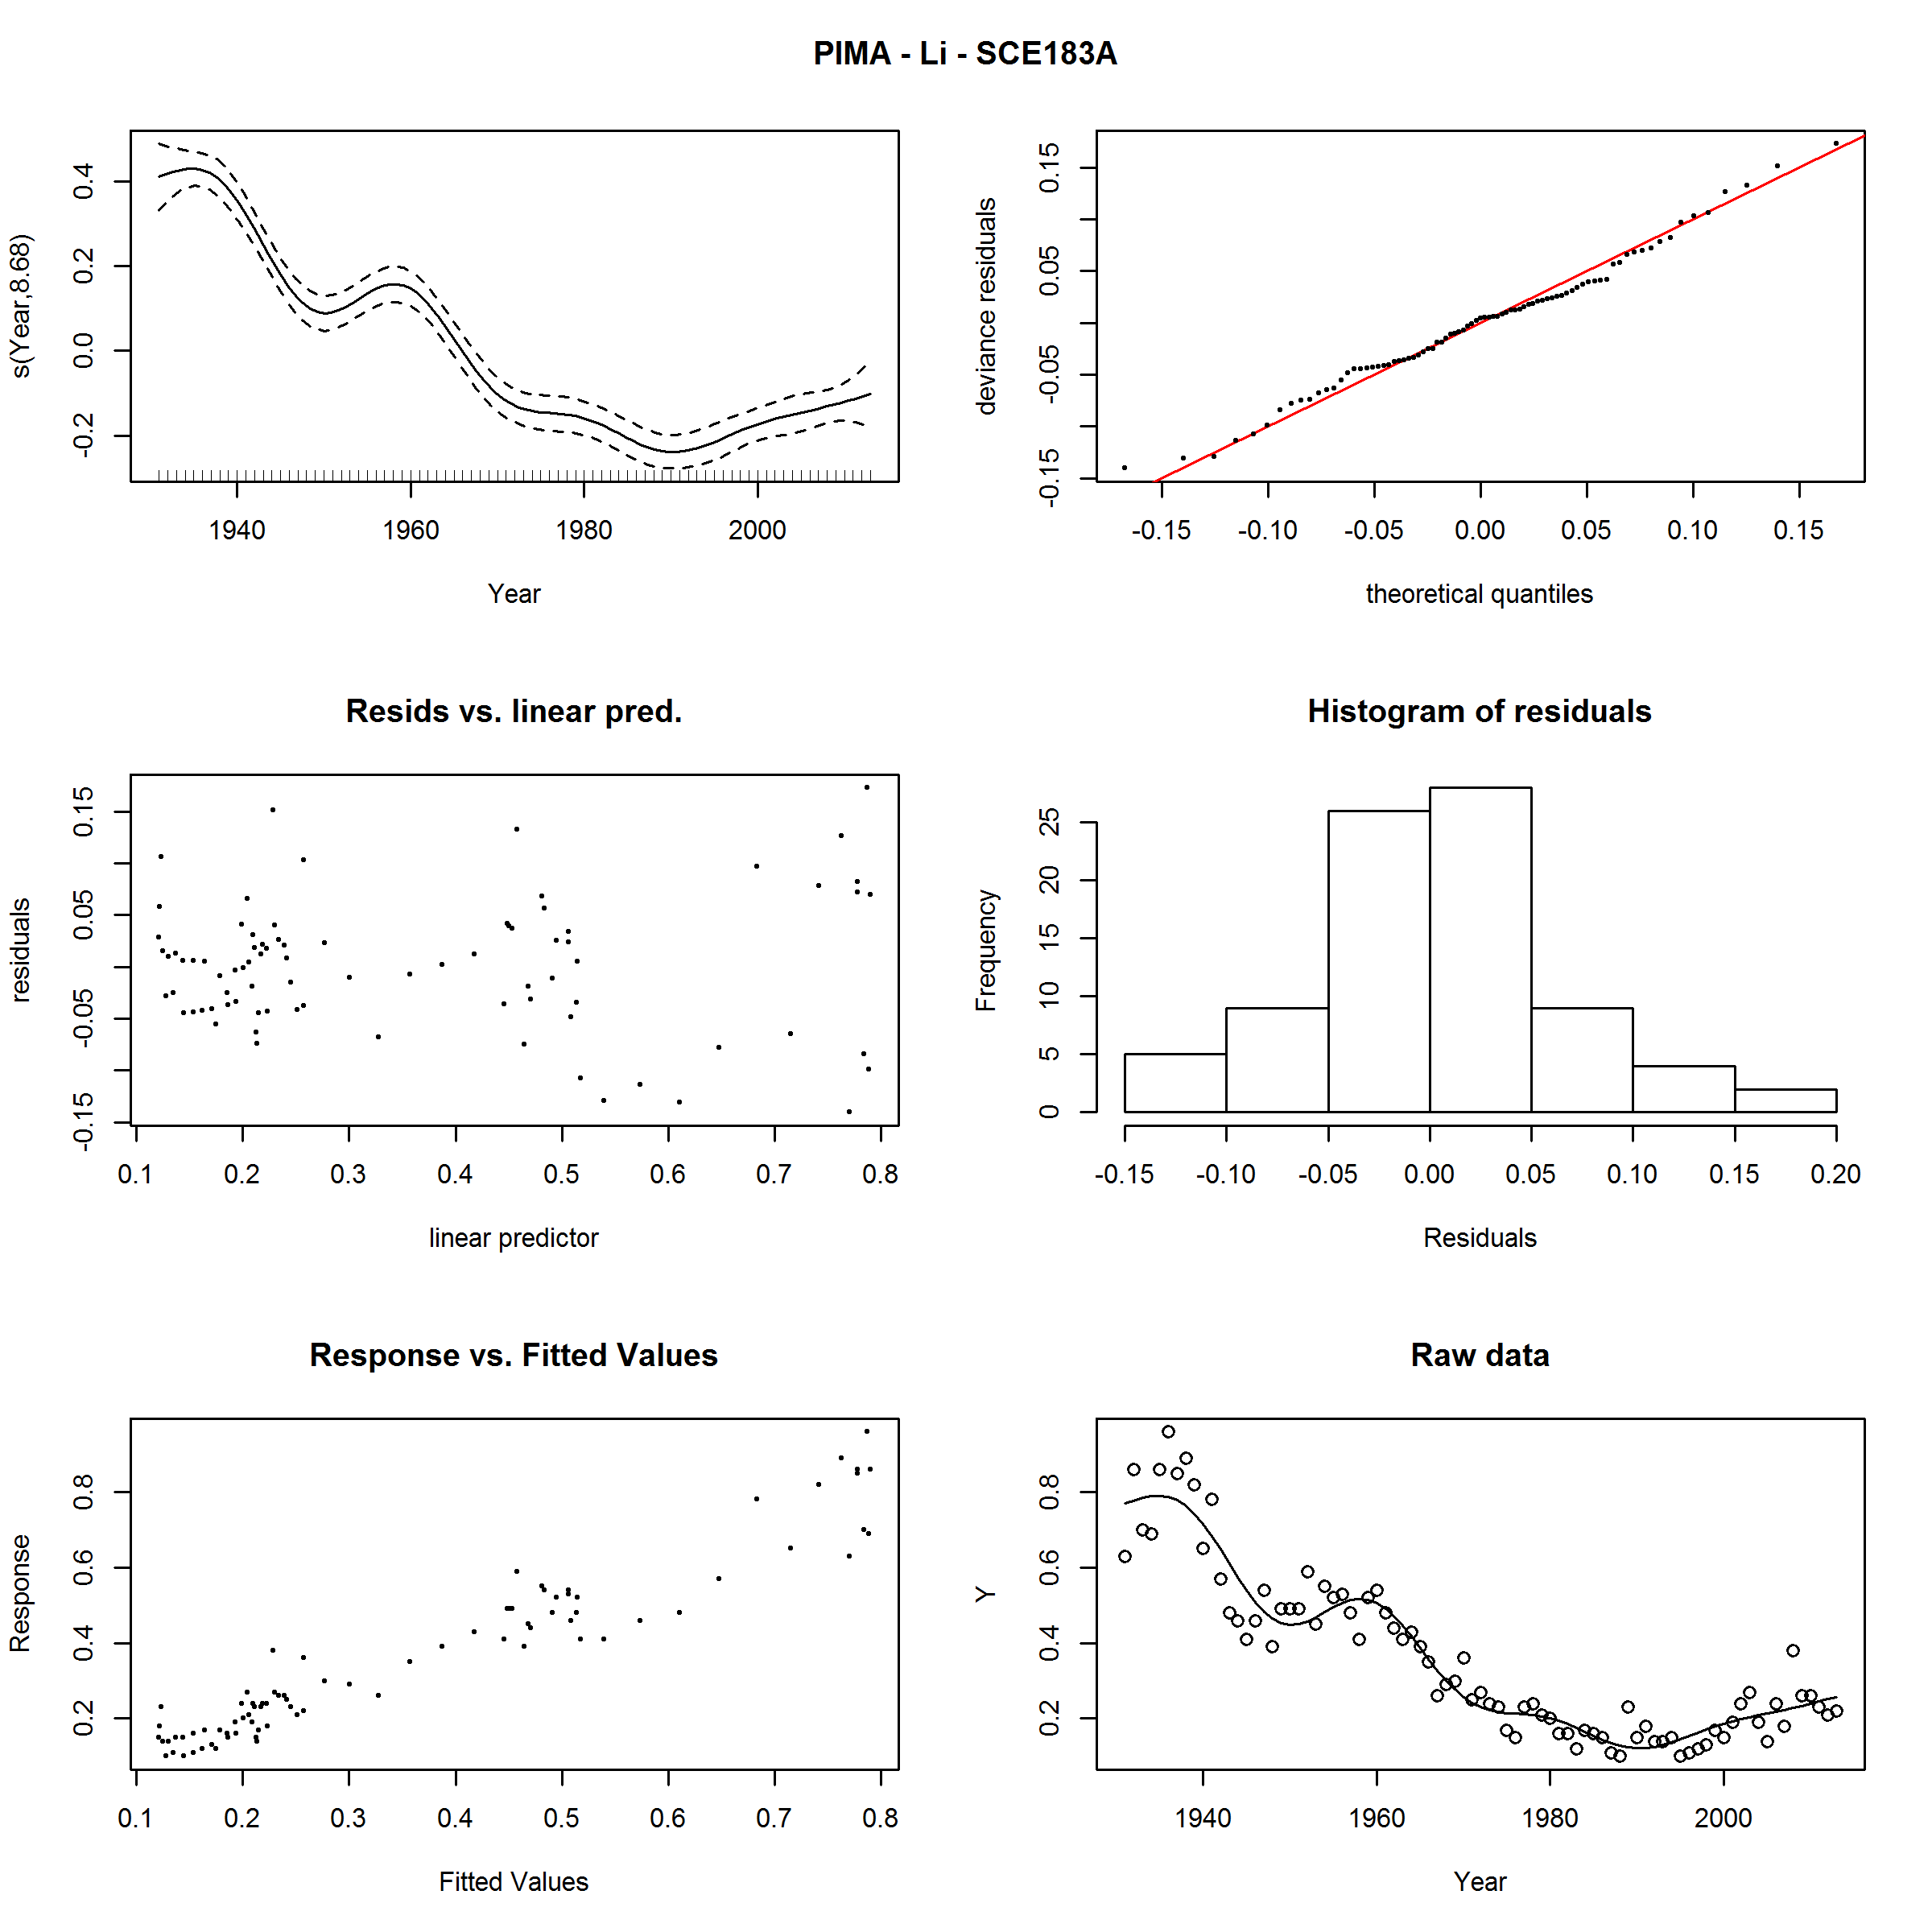 PIMA - Li - SCE183A
s(Year,8.68)
0.4
0.2
0.0
-0.2
1940 1960 1980 2000
Year
deviance residuals
0.15
0.05
-0.05
-0.15
-0.15 -0.10 -0.05 0.00 0.05 0.10 0.15
theoretical quantiles
Resids vs. linear pred.
residuals
0.15
0.05
-0.05
-0.15
0.1 0.2 0.3 0.4 0.5 0.6 0.7 0.8
linear predictor
Histogram of residuals
Frequency
25
20
15
10
5
0
-0.15 -0.10 -0.05 0.00 0.05 0.10 0.15 0.20
Residuals
Response vs. Fitted Values
Response
0.8
0.6
0.4
0.2
0.1 0.2 0.3 0.4 0.5 0.6 0.7 0.8
Fitted Values
Raw data
Y
0.8
0.6
0.4
0.2
1940 1960 1980 2000
Year